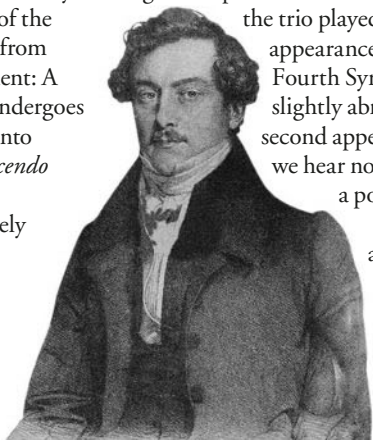 of the
from
ent: A
ndergoes
nto
cendo
ely
the trio played
appearance
Fourth Sym
slightly abr
second appe
we hear no
a po
a